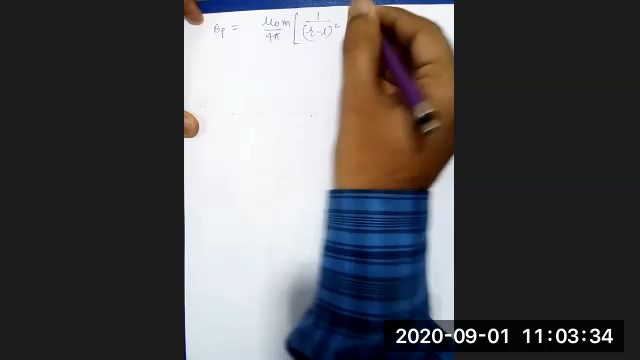 Bp = μ₀m/4π [ 1/(r-l)²
2020-09-01 11:03:34